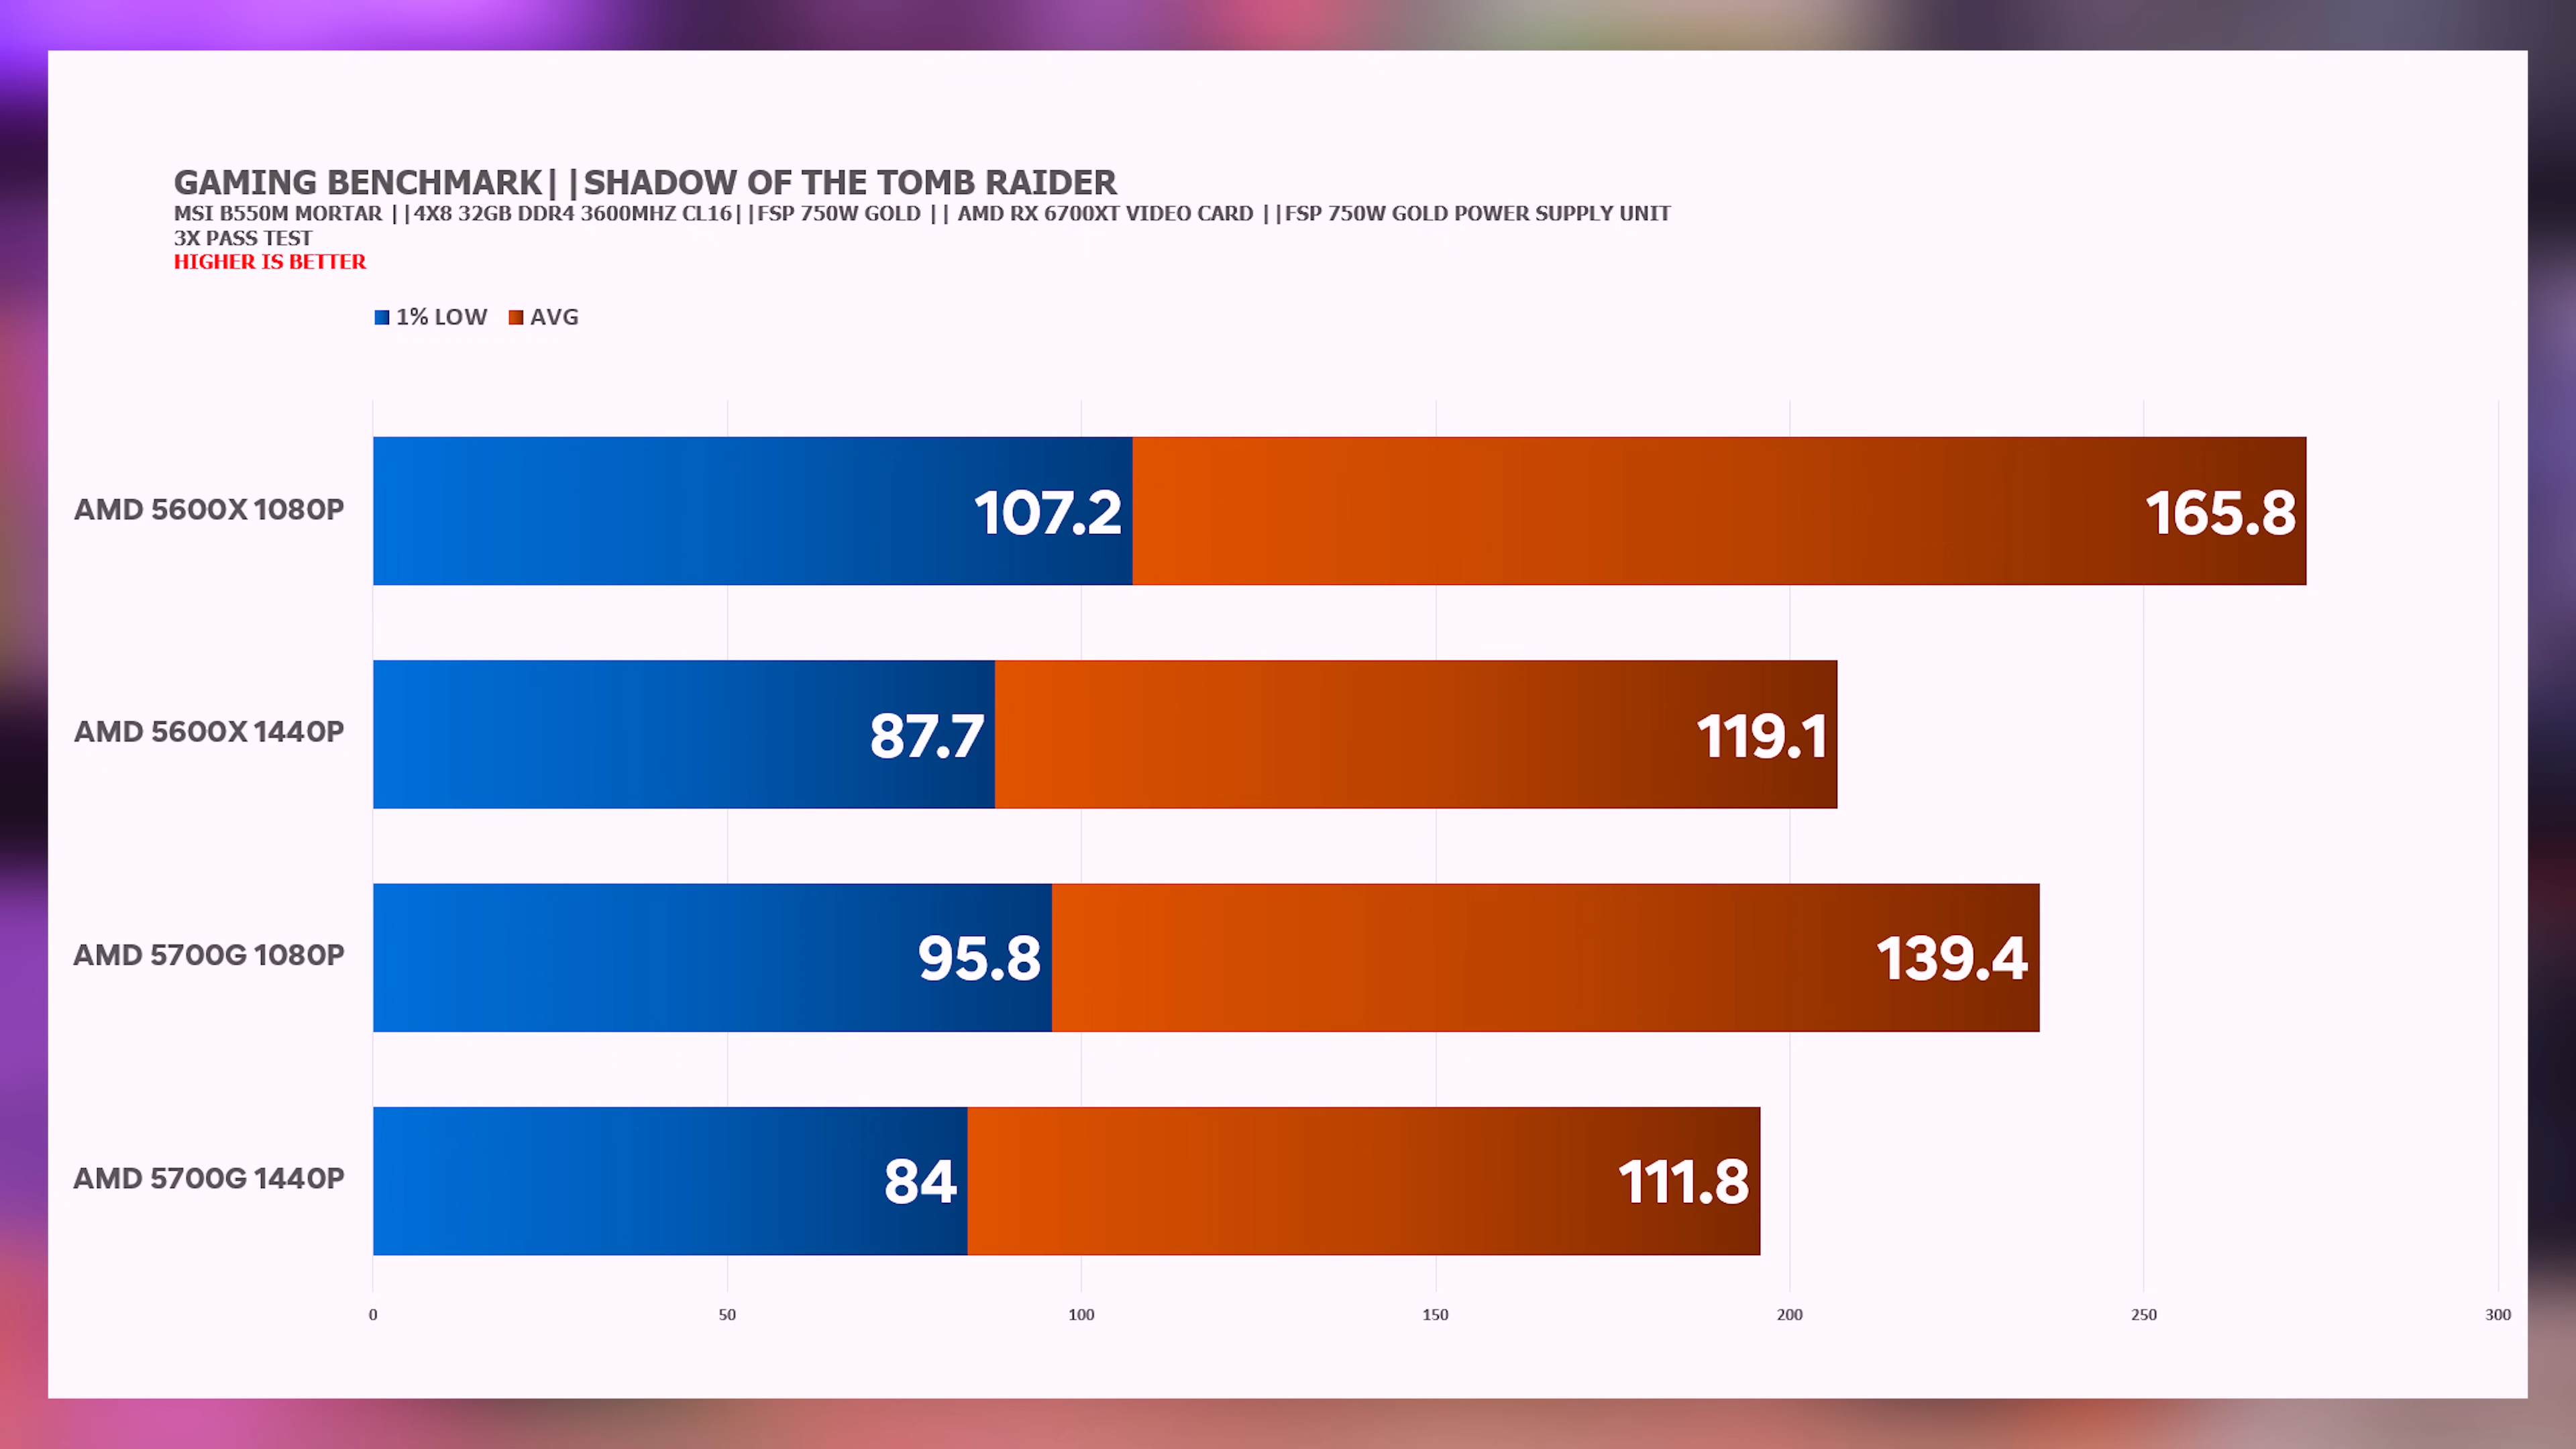 GAMING BENCHMARK||SHADOW OF THE TOMB RAIDER
MSI B550M MORTAR ||4X8 32GB DDR4 3600MHZ CL16||FSP 750W GOLD || AMD RX 6700XT VIDEO CARD ||FSP 750W GOLD POWER SUPPLY UNIT
3X PASS TEST
HIGHER IS BETTER
1% LOW AVG
AMD 5600X 1080P 107.2 165.8
AMD 5600X 1440P 87.7 119.1
AMD 5700G 1080P 95.8 139.4
AMD 5700G 1440P 84 111.8
0 50 100 150 200 250 300